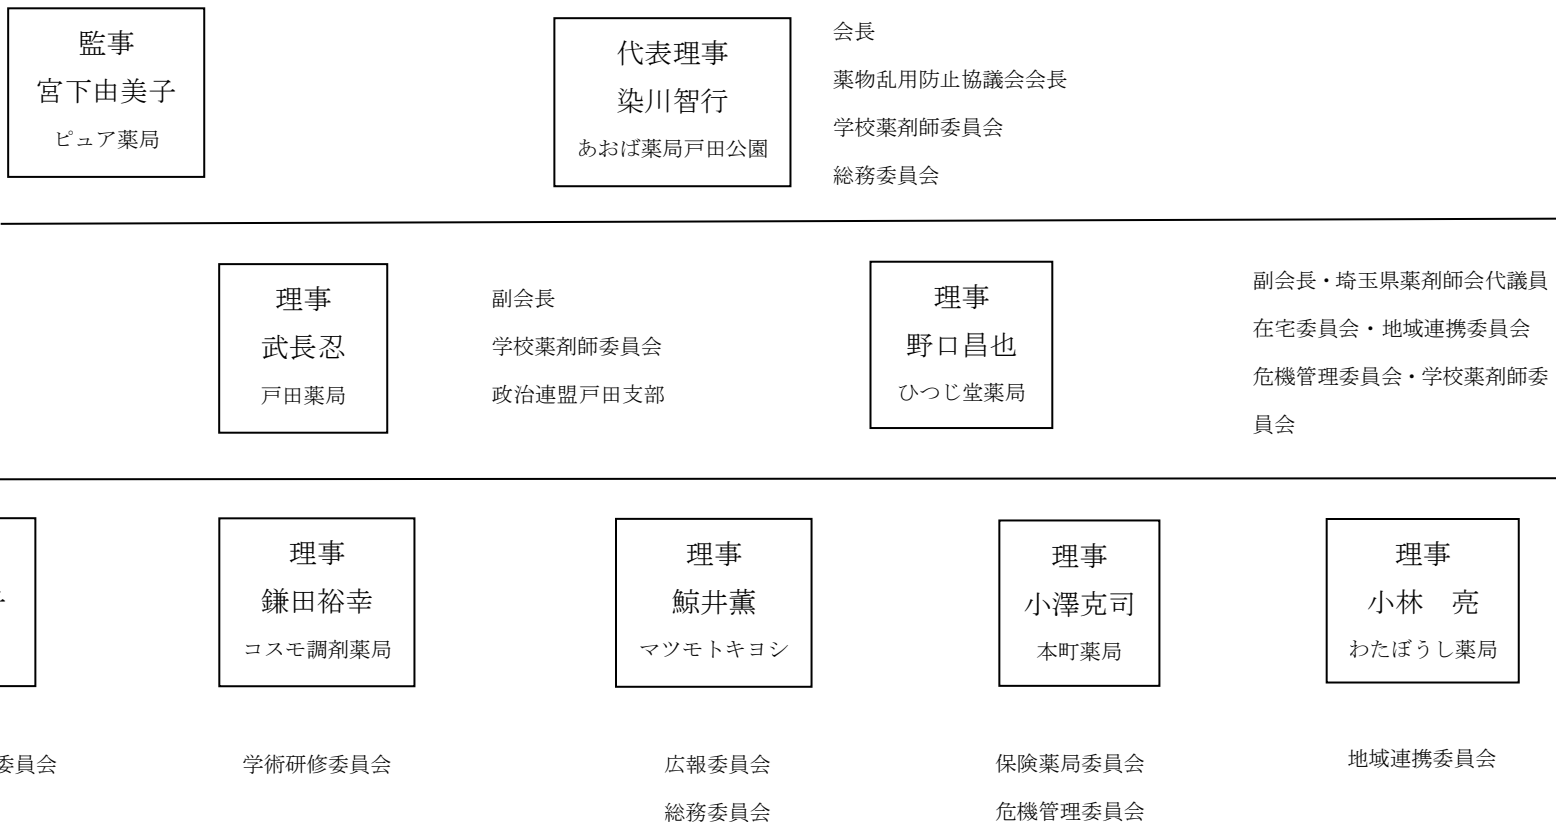 監事
宮下由美子
ピュア薬局
代表理事
染川智行
あおば薬局戸田公園
会長
薬物乱用防止協議会会長
学校薬剤師委員会
総務委員会
理事
武長忍
戸田薬局
副会長
学校薬剤師委員会
政治連盟戸田支部
理事
野口昌也
ひつじ堂薬局
副会長・埼玉県薬剤師会代議員
在宅委員会・地域連携委員会
危機管理委員会・学校薬剤師委
員会
委員会
理事
鎌田裕幸
コスモ調剤薬局
学術研修委員会
理事
鯨井薫
マツモトキヨシ
広報委員会
総務委員会
理事
小澤克司
本町薬局
保険薬局委員会
危機管理委員会
理事
小林　亮
わたぼうし薬局
地域連携委員会